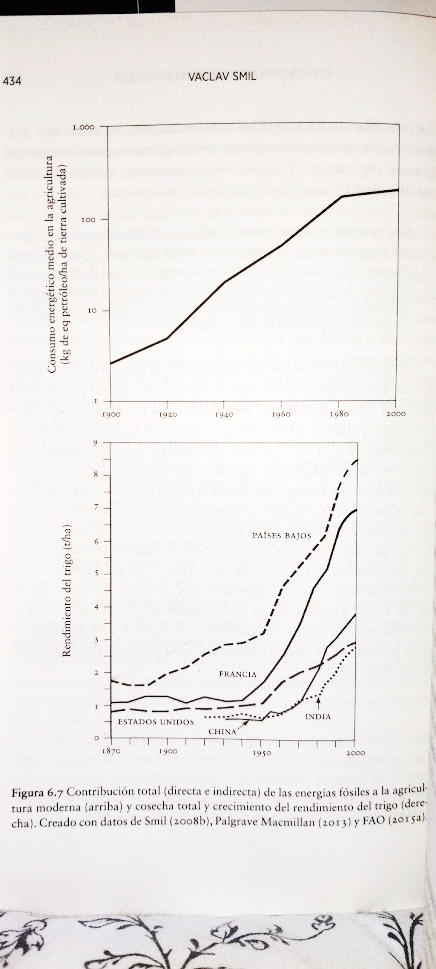 434
VACLAV SMIL
Consumo energético medio en la agricultura
(kg de eq petróleo/ha de tierra cultivada)
1.000
100
10
1
1900 1920 1940 1960 1980 2000
Rendimiento del trigo (t/ha)
9
8
7
6
5
4
3
2
1
0
PAÍSES BAJOS
FRANCIA
ESTADOS UNIDOS
CHINA
INDIA
1870 1900 1950 2000
Figura 6.7 Contribución total (directa e indirecta) de las energías fósiles a la agricul-
tura moderna (arriba) y cosecha total y crecimiento del rendimiento del trigo (dere-
cha). Creado con datos de Smil (2008b), Palgrave Macmillan (2013) y FAO (2015a).